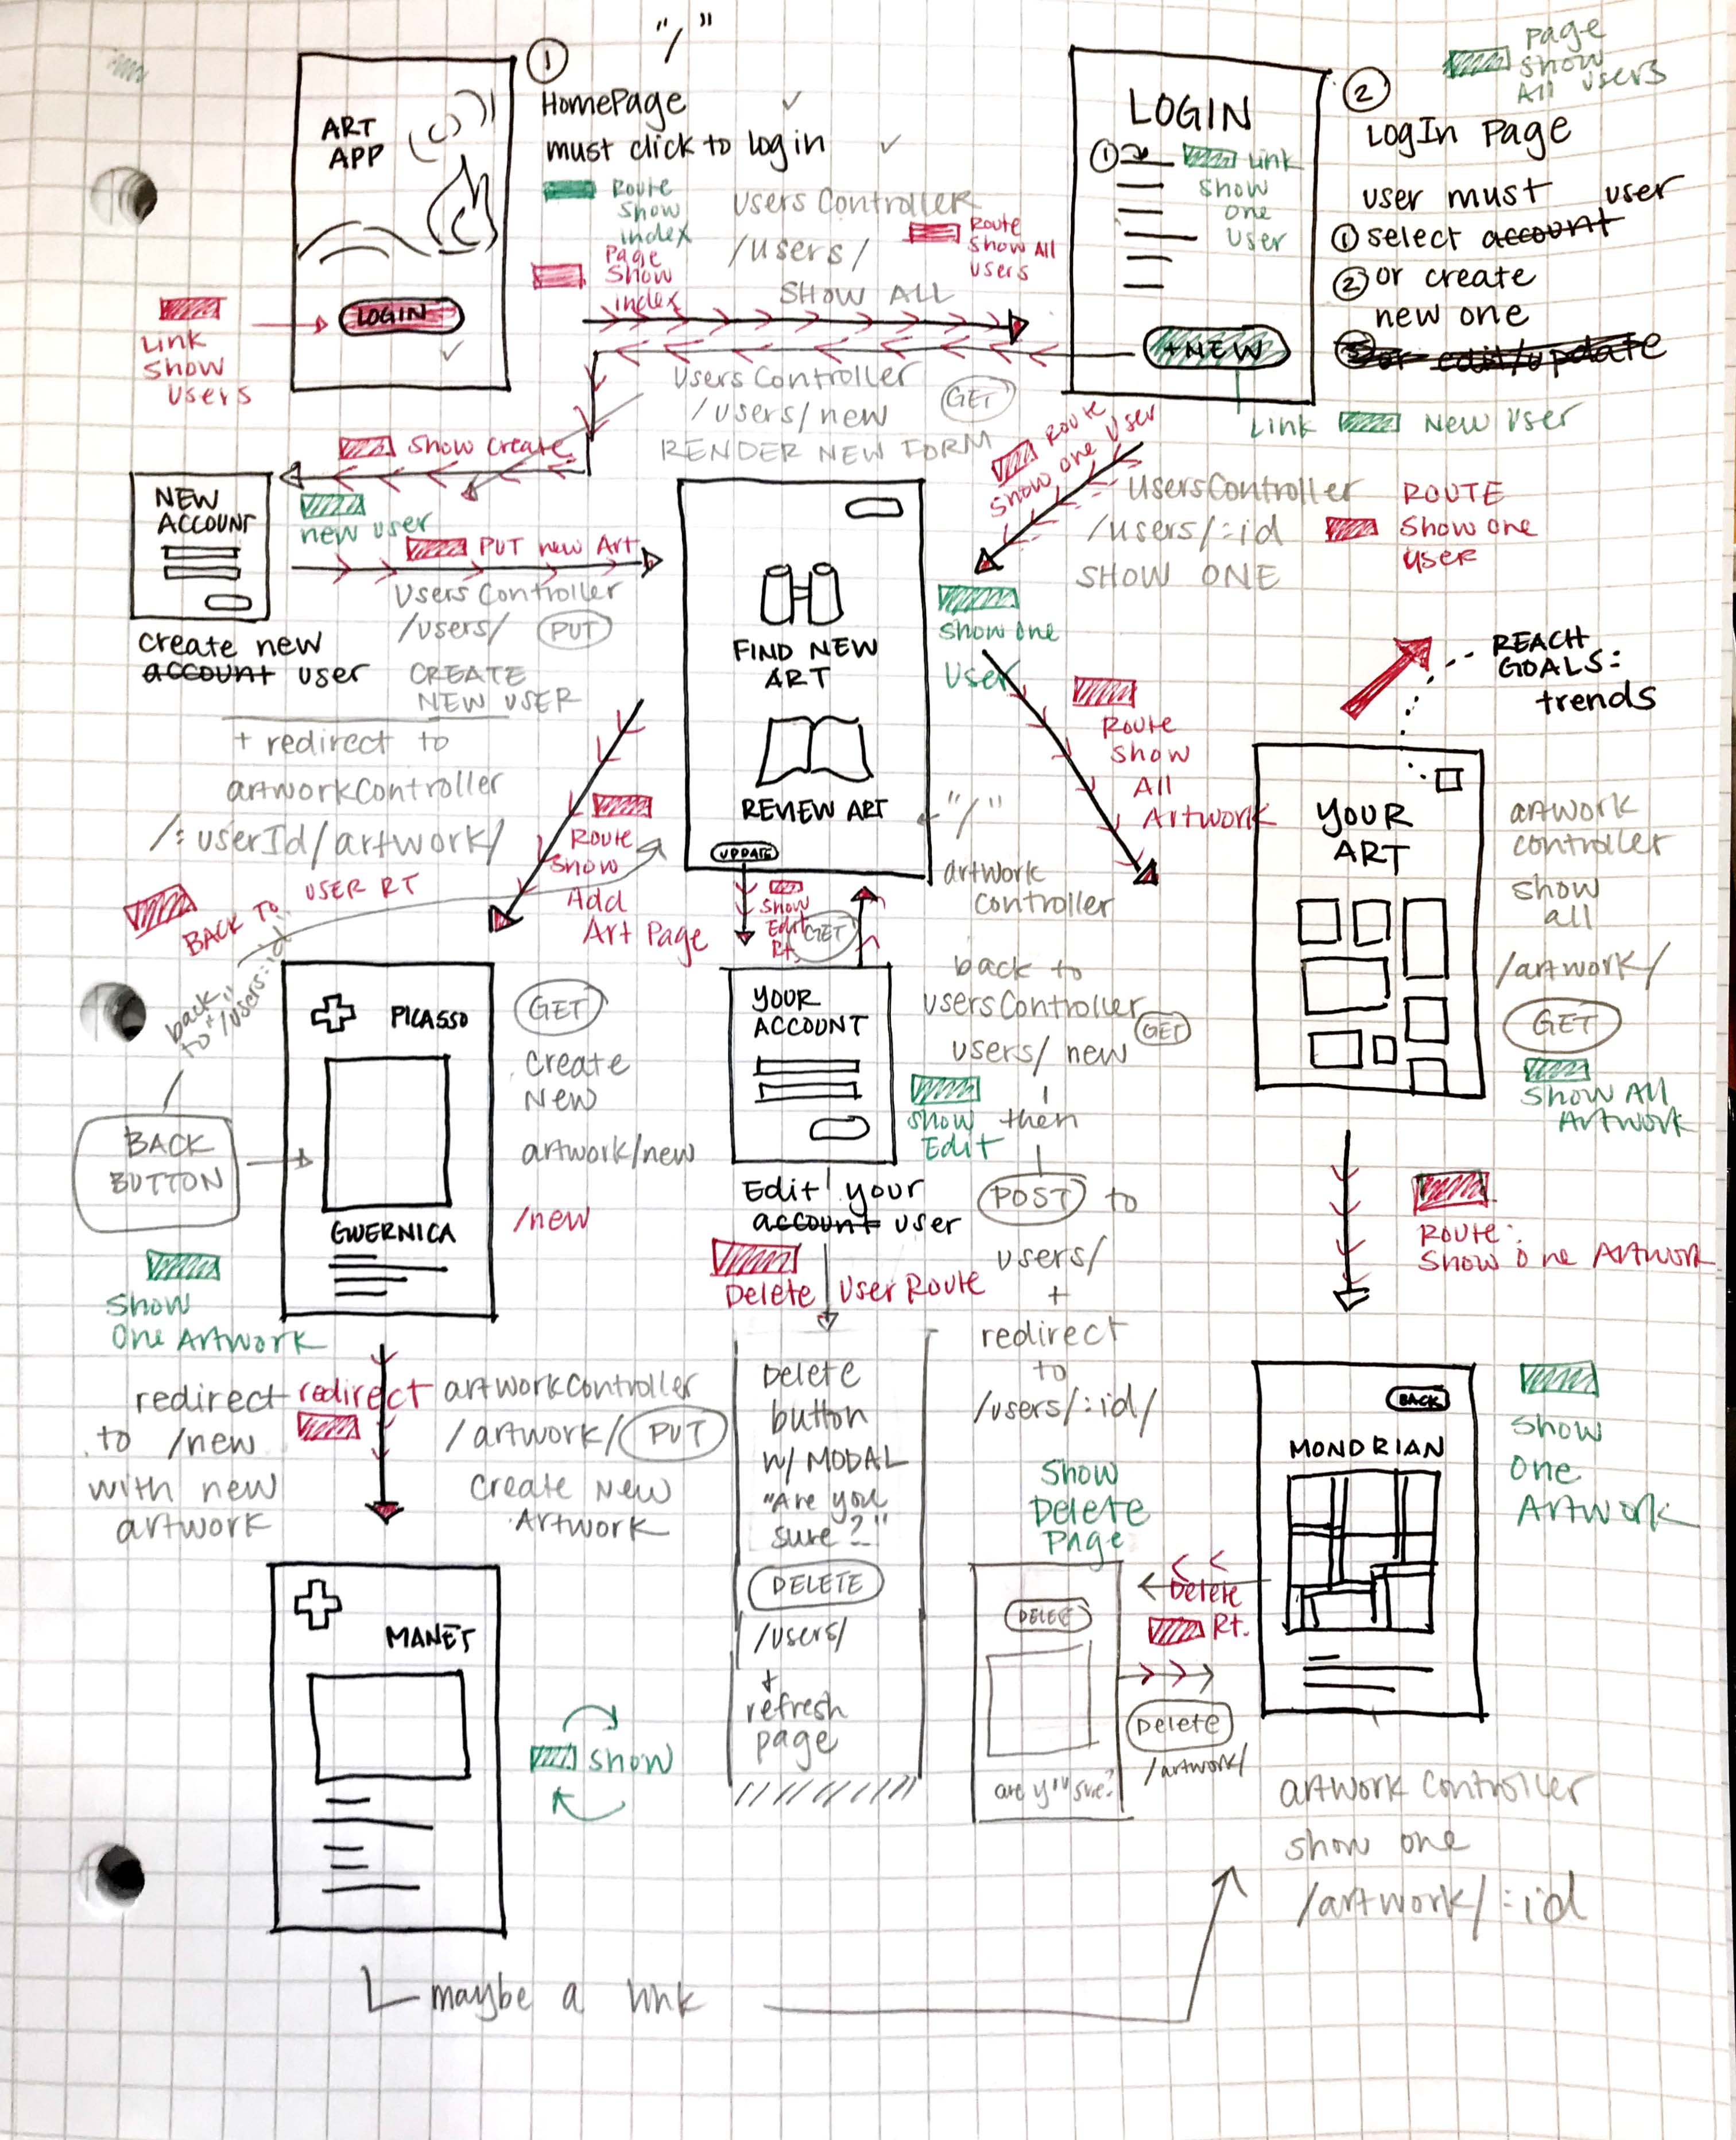 "/"
ART
APP
LOGIN
①
HomePage
must click to log in
Route
Show
index
Page
Show
index
Link
Show
Users
Users Controller
/users/
SHOW ALL
Route
Show All
users
LOGIN
①
Link
Show
one
User
+NEW
Page
Show
All users
②
LogIn Page
user must user
① select account
② or create
new one
③ or edit/update
Link New User
Users Controller
/users/new
GET
RENDER NEW FORM
Show Create
NEW
ACCOUNT
new user
PUT new Art
Users Controller
/users/ PUT
CREATE
NEW USER
create new
account user
+ redirect to
artworkController
/:userId/artwork/
Route
Show one User
UsersController
/users/:id
SHOW ONE
ROUTE
Show one
user
FIND NEW
ART
REVIEW ART
UPDATE
Show one
User
Route
Show
All
Artwork
REACH
GOALS:
trends
"/"
artwork
Controller
Route
Show
Add
Art Page
Show
Edit
Rt.
GET
BACK TO USER RT
back
to "/users:id"
BACK
BUTTON
PICASSO
GUERNICA
GET
Create
New
artwork/new
/new
Show
One Artwork
YOUR
ACCOUNT
Edit your
account user
back to
usersController
users/new
GET
Show
Edit
then
POST to
users/
+
redirect
to
/users/:id/
YOUR
ART
artwork
controller
show
all
/artwork/
GET
Show All
Artwork
Route:
Show one Artwork
Delete User Route
Delete
button
w/ MODAL
"Are you
sure?"
DELETE
/users/
+
refresh
page
redirect
to /new
with new
artwork
redirect
artworkController
/artwork/ PUT
Create New
Artwork
MANET
show
Show
Delete
Page
DELETE
are you sure?
Delete
Rt.
Delete
/artwork/
BACK
MONDRIAN
Show
One
Artwork
artwork controller
show one
/artwork/:id
maybe a link